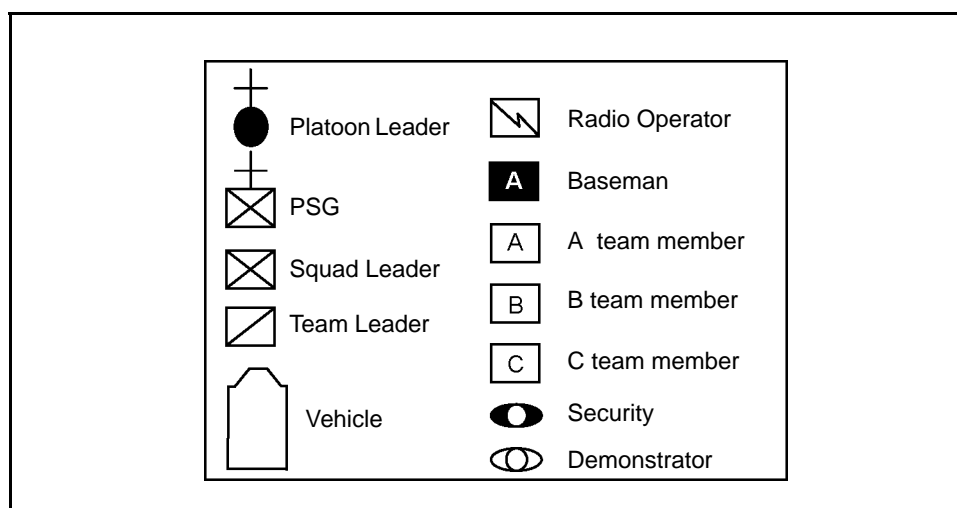 Platoon Leader
PSG
Squad Leader
Team Leader
Vehicle
Radio Operator
A Baseman
A A team member
B B team member
C C team member
Security
Demonstrator